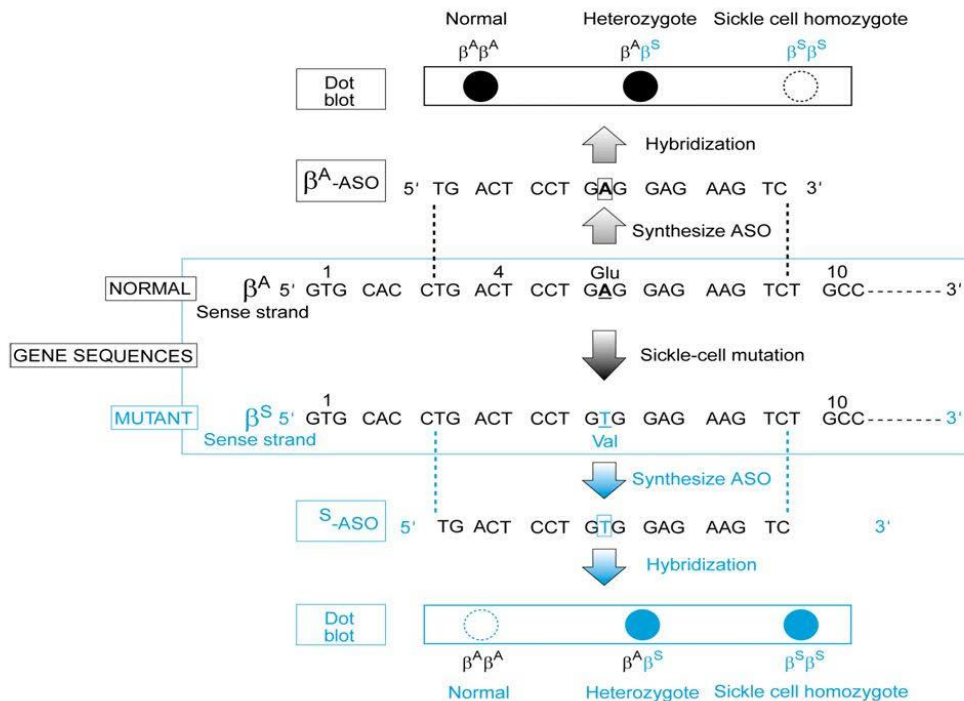 Normal Heterozygote Sickle cell homozygote
βᴬβᴬ βᴬβˢ βˢβˢ
Dot
blot
Hybridization
βᴬ-ASO 5' TG ACT CCT GAG GAG AAG TC 3'
Synthesize ASO
1 4 Glu 10
NORMAL βᴬ 5' GTG CAC CTG ACT CCT GAG GAG AAG TCT GCC-------- 3'
Sense strand
GENE SEQUENCES Sickle-cell mutation
1 10
MUTANT βˢ 5' GTG CAC CTG ACT CCT GTG GAG AAG TCT GCC-------- 3'
Sense strand Val
Synthesize ASO
ˢ-ASO 5' TG ACT CCT GTG GAG AAG TC 3'
Hybridization
Dot
blot
βᴬβᴬ βᴬβˢ βˢβˢ
Normal Heterozygote Sickle cell homozygote